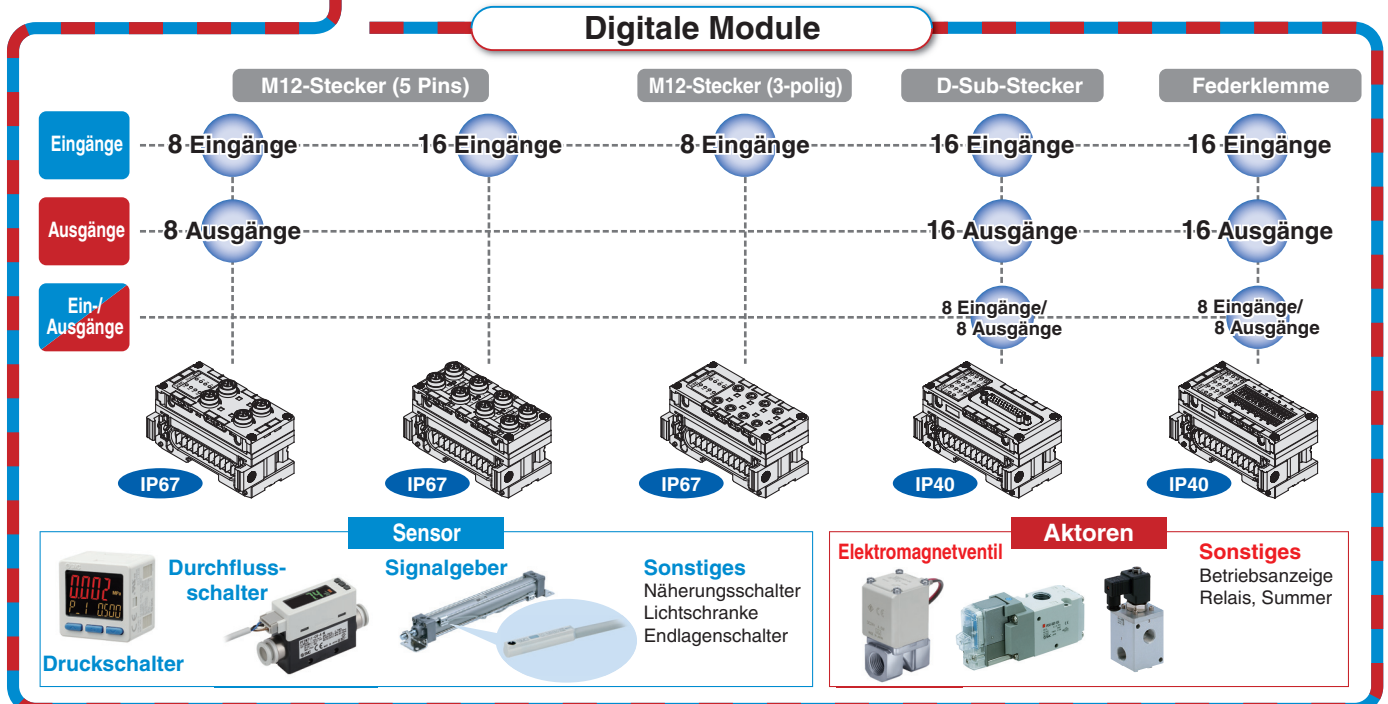 Digitale Module
M12-Stecker (5 Pins)
M12-Stecker (3-polig)
D-Sub-Stecker
Federklemme
Eingänge
8 Eingänge
16 Eingänge
8 Eingänge
16 Eingänge
16 Eingänge
Ausgänge
8 Ausgänge
16 Ausgänge
16 Ausgänge
Ein-/
Ausgänge
8 Eingänge/
8 Ausgänge
8 Eingänge/
8 Ausgänge
IP67
IP67
IP67
IP40
IP40
Sensor
Druckschalter
Durchfluss-
schalter
Signalgeber
Sonstiges
Näherungsschalter
Lichtschranke
Endlagenschalter
Aktoren
Elektromagnetventil
Sonstiges
Betriebsanzeige
Relais, Summer